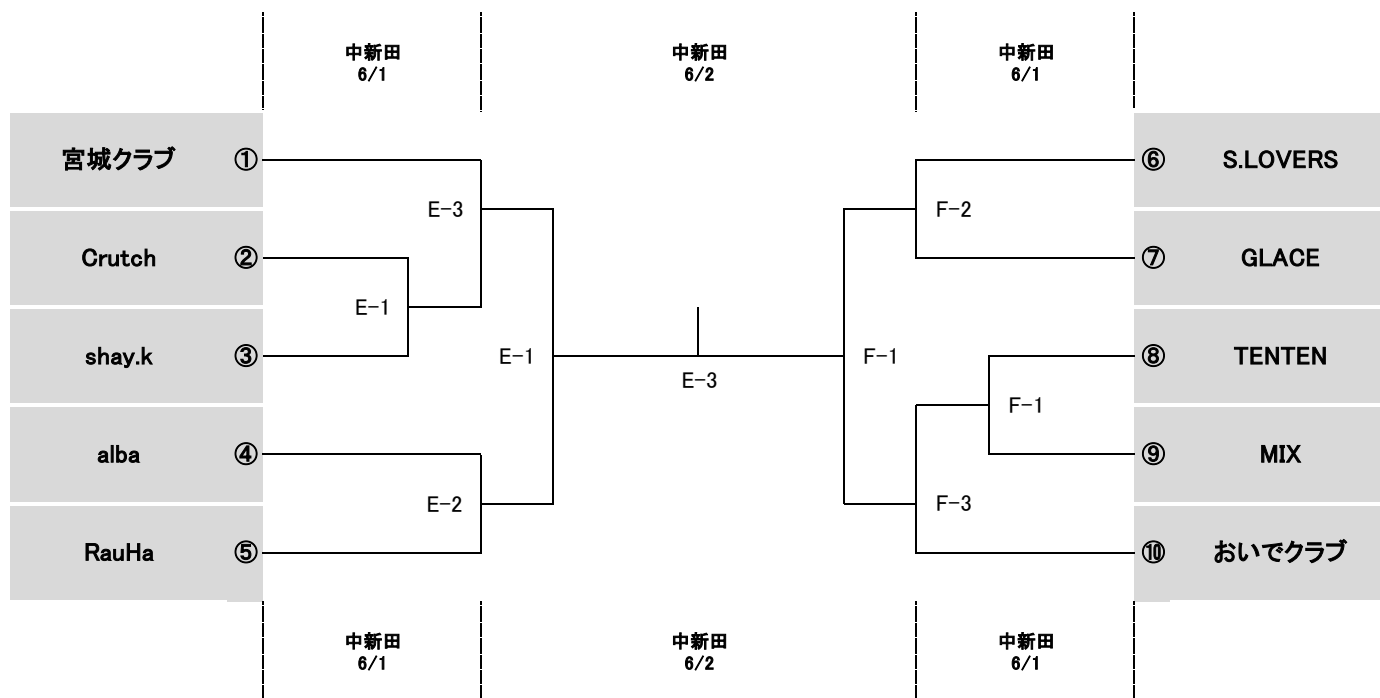 中新田
6/1
中新田
6/2
中新田
6/1
宮城クラブ ①
⑥ S.LOVERS
E-3
F-2
Crutch ②
⑦ GLACE
E-1
shay.k ③
E-1
E-3
F-1
⑧ TENTEN
F-1
alba ④
⑨ MIX
E-2
F-3
RauHa ⑤
⑩ おいでクラブ
中新田
6/1
中新田
6/2
中新田
6/1